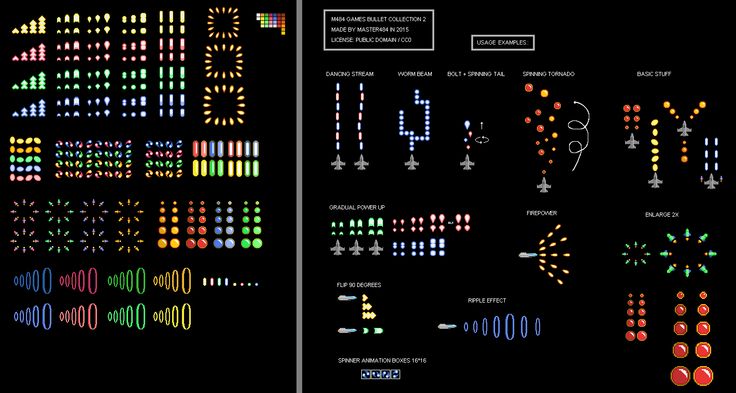 M484 GAMES BULLET COLLECTION 2
MADE BY MASTER484 IN 2015
LICENSE: PUBLIC DOMAIN / CC0
USAGE EXAMPLES:
DANCING STREAM
WORM BEAM
BOLT + SPINNING TAIL
SPINNING TORNADO
BASIC STUFF
GRADUAL POWER UP
FIREPOWER
ENLARGE 2X
FLIP 90 DEGREES
RIPPLE EFFECT
SPINNER ANIMATION BOXES 16*16